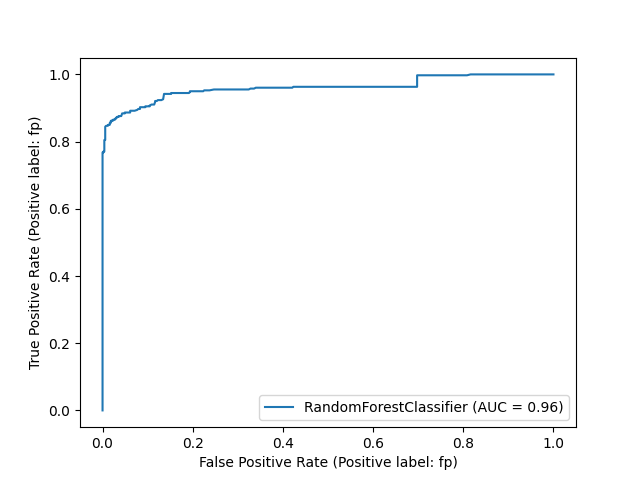 1.0
0.8
0.6
0.4
0.2
0.0
True Positive Rate (Positive label: fp)
RandomForestClassifier (AUC = 0.96)
0.0 0.2 0.4 0.6 0.8 1.0
False Positive Rate (Positive label: fp)